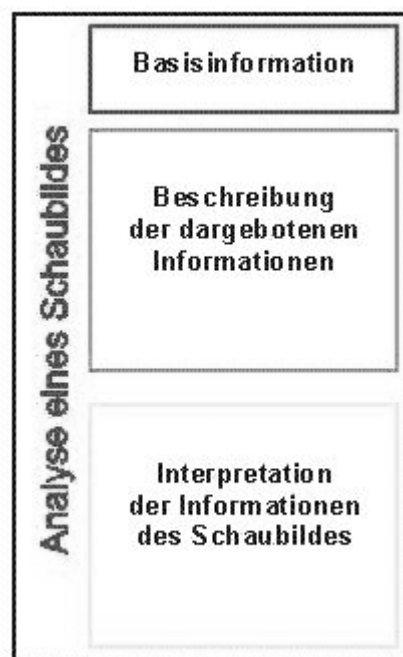 Analyse eines Schaubildes
Basisinformation
Beschreibung
der dargebotenen
Informationen
Interpretation
der Informationen
des Schaubildes